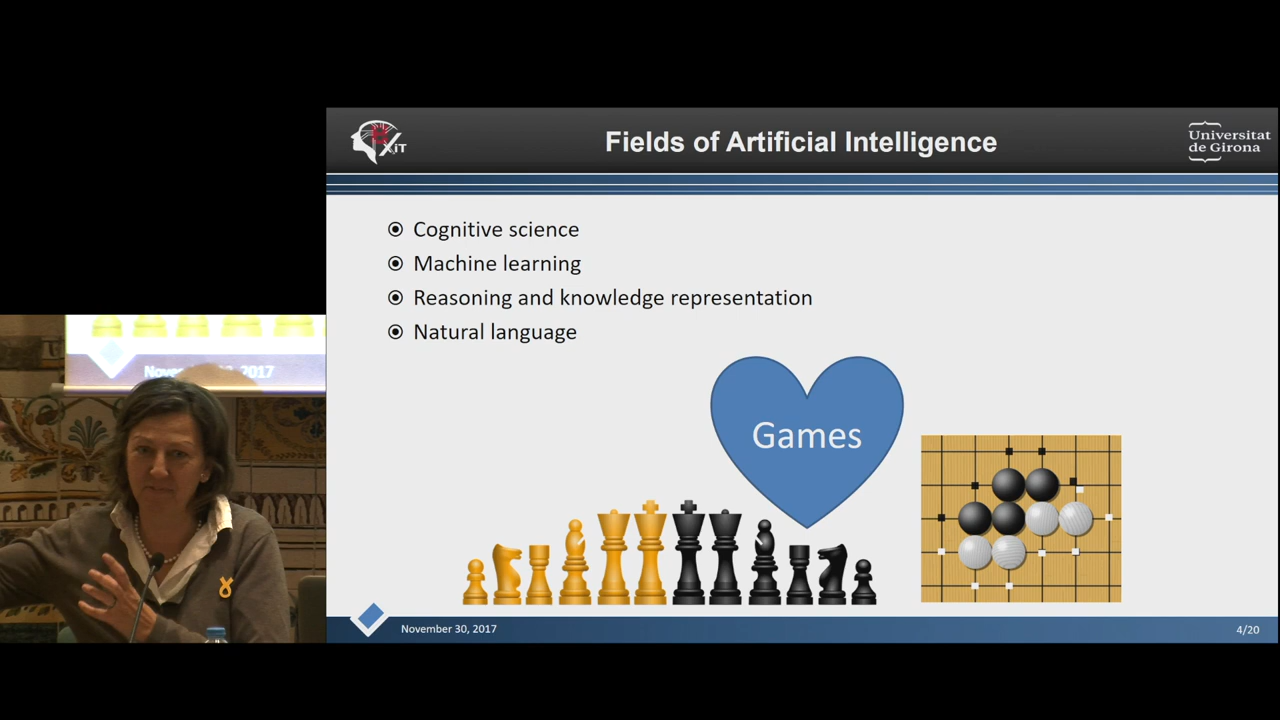 XiT
Fields of Artificial Intelligence
Universitat
de Girona
Cognitive science
Machine learning
Reasoning and knowledge representation
Natural language
Games
November 30, 2017
4/20